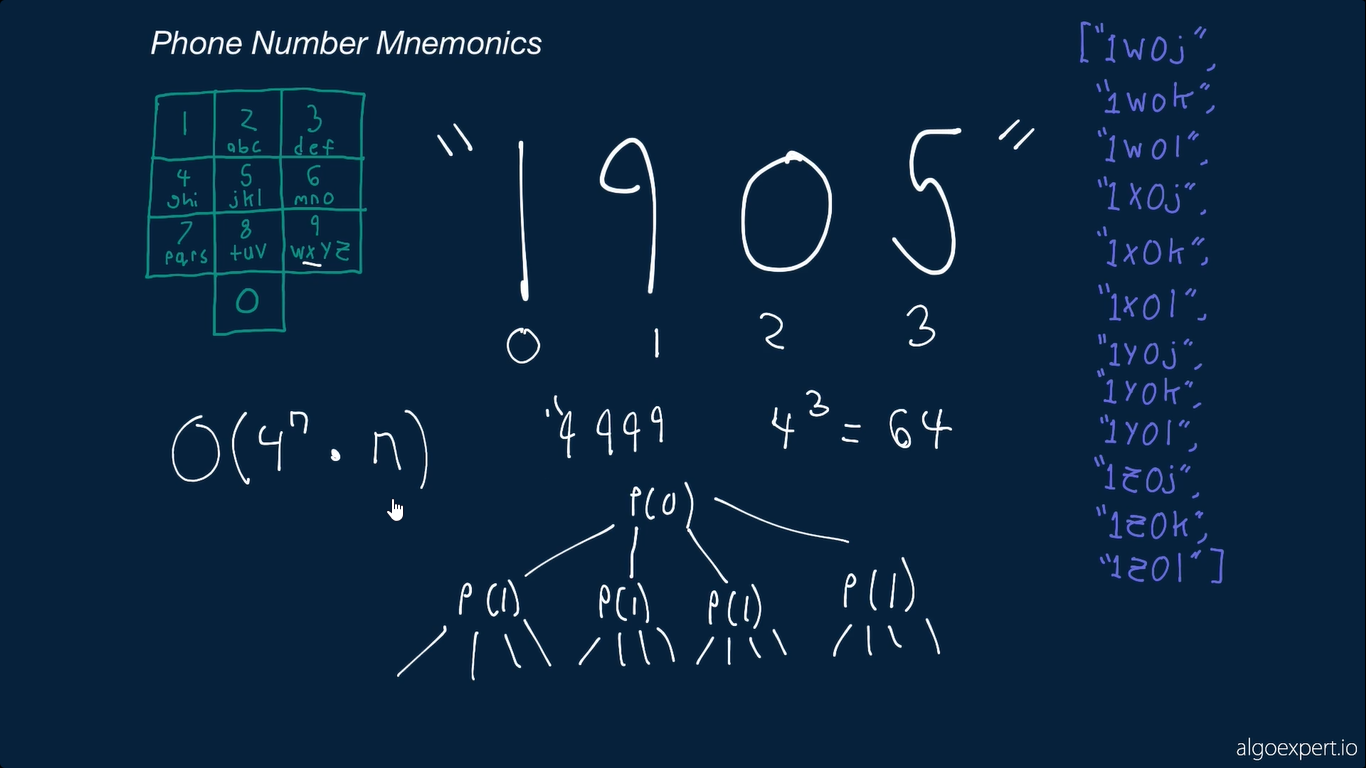 Phone Number Mnemonics
1 2 3
abc def
4 5 6
ghi jkl mno
7 8 9
pqrs tuv wxyz
0
"1905"
0 1 2 3
O(4ⁿ · n)
"9999
4³ = 64
P(0)
P(1) P(1) P(1) P(1)
["1w0j",
"1w0k",
"1w0l",
"1x0j",
"1x0k",
"1x0l",
"1y0j",
"1y0k",
"1y0l",
"1z0j",
"1z0k",
"1z0l"]
algoexpert.io